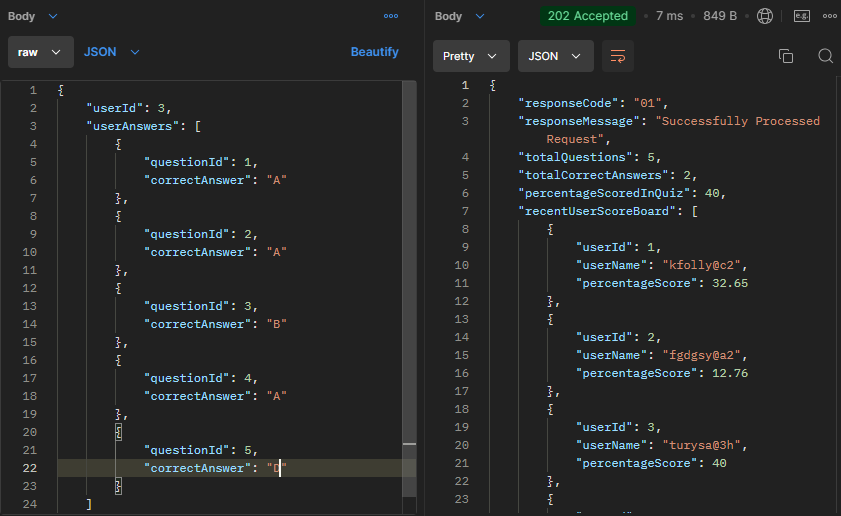 Body
raw JSON Beautify
1 {
2 "userId": 3,
3 "userAnswers": [
4 {
5 "questionId": 1,
6 "correctAnswer": "A"
7 },
8 {
9 "questionId": 2,
10 "correctAnswer": "A"
11 },
12 {
13 "questionId": 3,
14 "correctAnswer": "B"
15 },
16 {
17 "questionId": 4,
18 "correctAnswer": "A"
19 },
20 {
21 "questionId": 5,
22 "correctAnswer": "D"
23 }
24 ]
Body 202 Accepted 7 ms 849 B e.g.
Pretty JSON
1 {
2 "responseCode": "01",
3 "responseMessage": "Successfully Processed
Request",
4 "totalQuestions": 5,
5 "totalCorrectAnswers": 2,
6 "percentageScoredInQuiz": 40,
7 "recentUserScoreBoard": [
8 {
9 "userId": 1,
10 "userName": "kfolly@c2",
11 "percentageScore": 32.65
12 },
13 {
14 "userId": 2,
15 "userName": "fgdgsy@a2",
16 "percentageScore": 12.76
17 },
18 {
19 "userId": 3,
20 "userName": "turysa@3h",
21 "percentageScore": 40
22 },
23 {